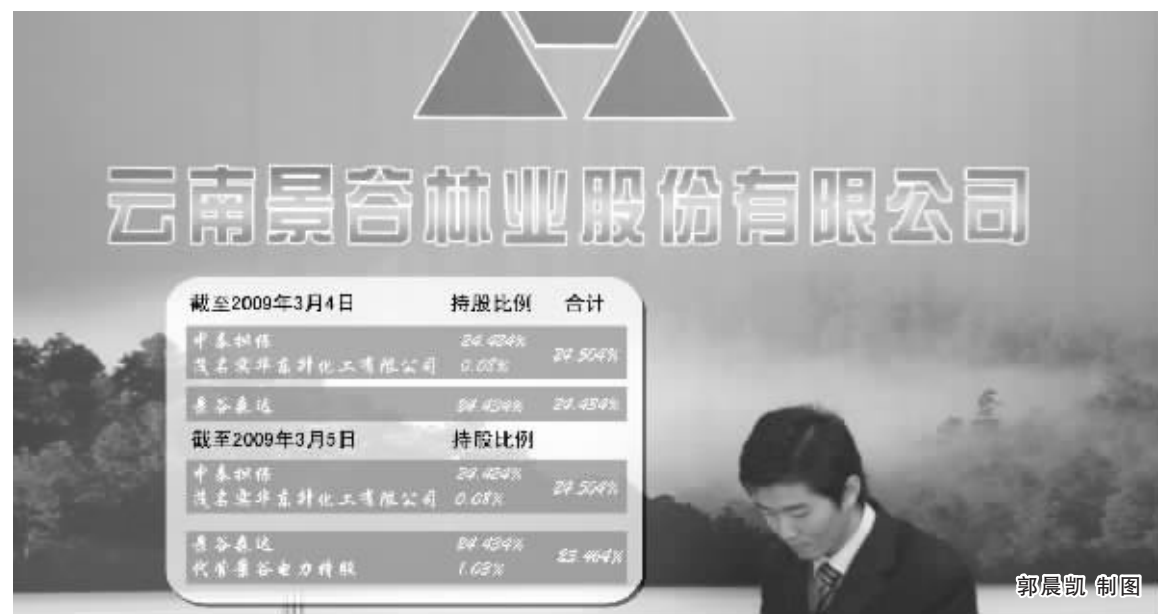 云南景谷林业股份有限公司
截至2009年3月4日 持股比例 合计
中泰担保 24.424% 24.504%
茂名实华东升化工有限公司 0.08%
景谷森达 24.434% 24.434%
截至2009年3月5日 持股比例
中泰担保 24.424% 24.504%
茂名实华东升化工有限公司 0.08%
景谷森达 24.434%
代管景谷电力持股 1.03%
郭晨凯 制图